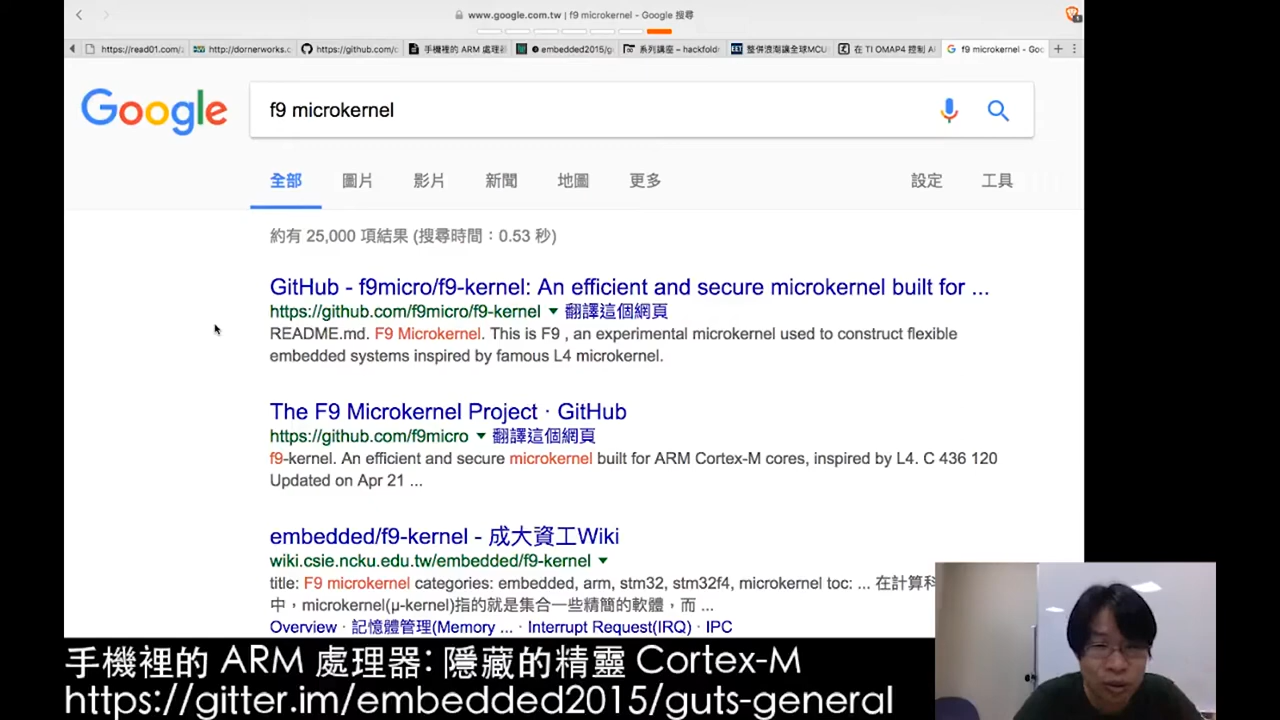 www.google.com.tw | f9 microkernel - Google 搜尋
https://read01.com/
http://dornerworks.c
https://github.com/c
手機裡的 ARM 處理
embedded2015/g
系列講座 – hackfold
整併浪潮讓全球MCU
在 TI OMAP4 控制 A
f9 microkernel - Goo
Google
f9 microkernel
全部 圖片 影片 新聞 地圖 更多 設定 工具
約有 25,000 項結果 (搜尋時間：0.53 秒)
GitHub - f9micro/f9-kernel: An efficient and secure microkernel built for ...
https://github.com/f9micro/f9-kernel ▼ 翻譯這個網頁
README.md. F9 Microkernel. This is F9 , an experimental microkernel used to construct flexible
embedded systems inspired by famous L4 microkernel.
The F9 Microkernel Project · GitHub
https://github.com/f9micro ▼ 翻譯這個網頁
f9-kernel. An efficient and secure microkernel built for ARM Cortex-M cores, inspired by L4. C 436 120
Updated on Apr 21 ...
embedded/f9-kernel - 成大資工Wiki
wiki.csie.ncku.edu.tw/embedded/f9-kernel ▼
title: F9 microkernel categories: embedded, arm, stm32, stm32f4, microkernel toc: ... 在計算科
中，microkernel(μ-kernel)指的就是集合一些精簡的軟體，而 ...
Overview · 記憶體管理(Memory ... · Interrupt Request(IRQ) · IPC
手機裡的 ARM 處理器: 隱藏的精靈 Cortex-M
https://gitter.im/embedded2015/guts-general